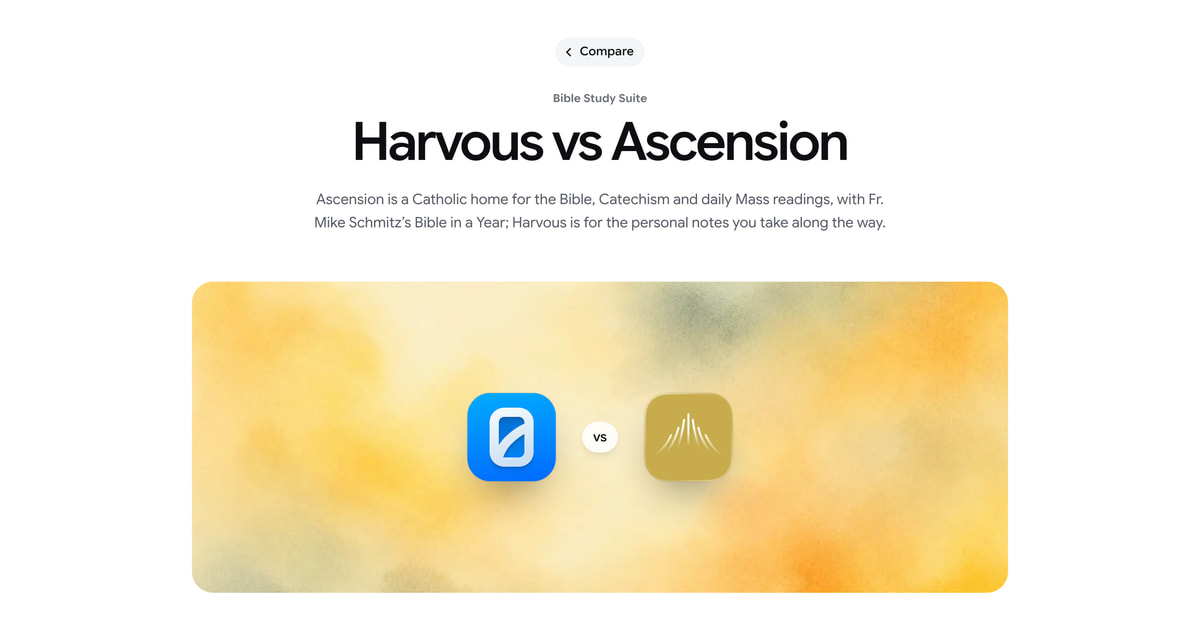 Compare
Bible Study Suite
Harvous vs Ascension
Ascension is a Catholic home for the Bible, Catechism and daily Mass readings, with Fr.
Mike Schmitz’s Bible in a Year; Harvous is for the personal notes you take along the way.
vs